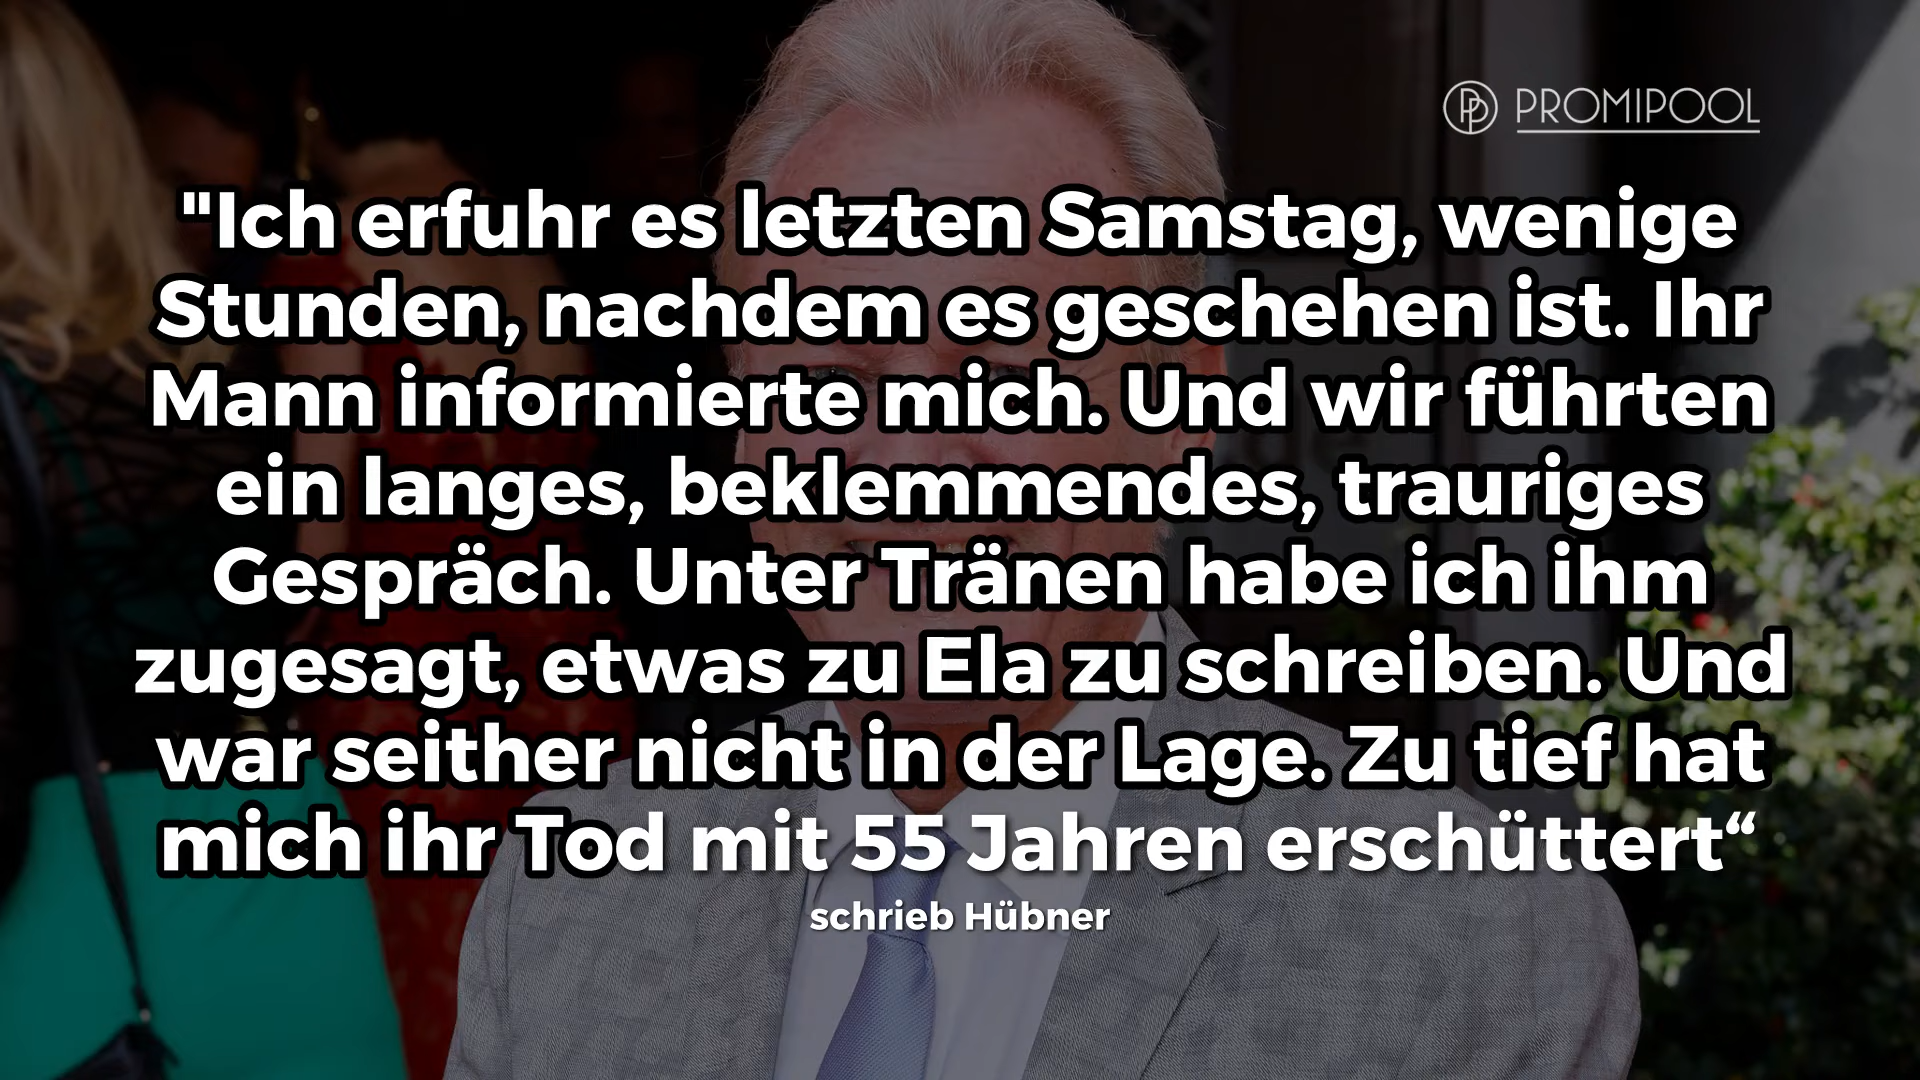 PROMIPOOL
"Ich erfuhr es letzten Samstag, wenige
Stunden, nachdem es geschehen ist. Ihr
Mann informierte mich. Und wir führten
ein langes, beklemmendes, trauriges
Gespräch. Unter Tränen habe ich ihm
zugesagt, etwas zu Ela zu schreiben. Und
war seither nicht in der Lage. Zu tief hat
mich ihr Tod mit 55 Jahren erschüttert“
schrieb Hübner